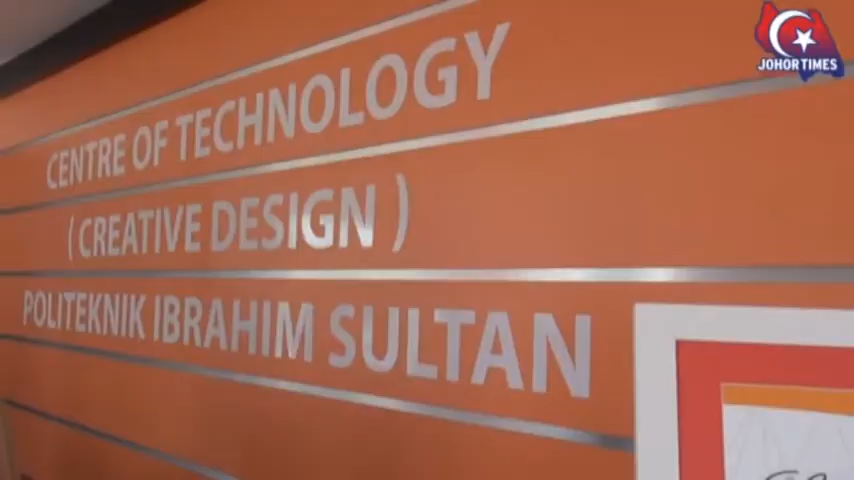 JOHOR TIMES
CENTRE OF TECHNOLOGY
( CREATIVE DESIGN )
POLITEKNIK IBRAHIM SULTAN